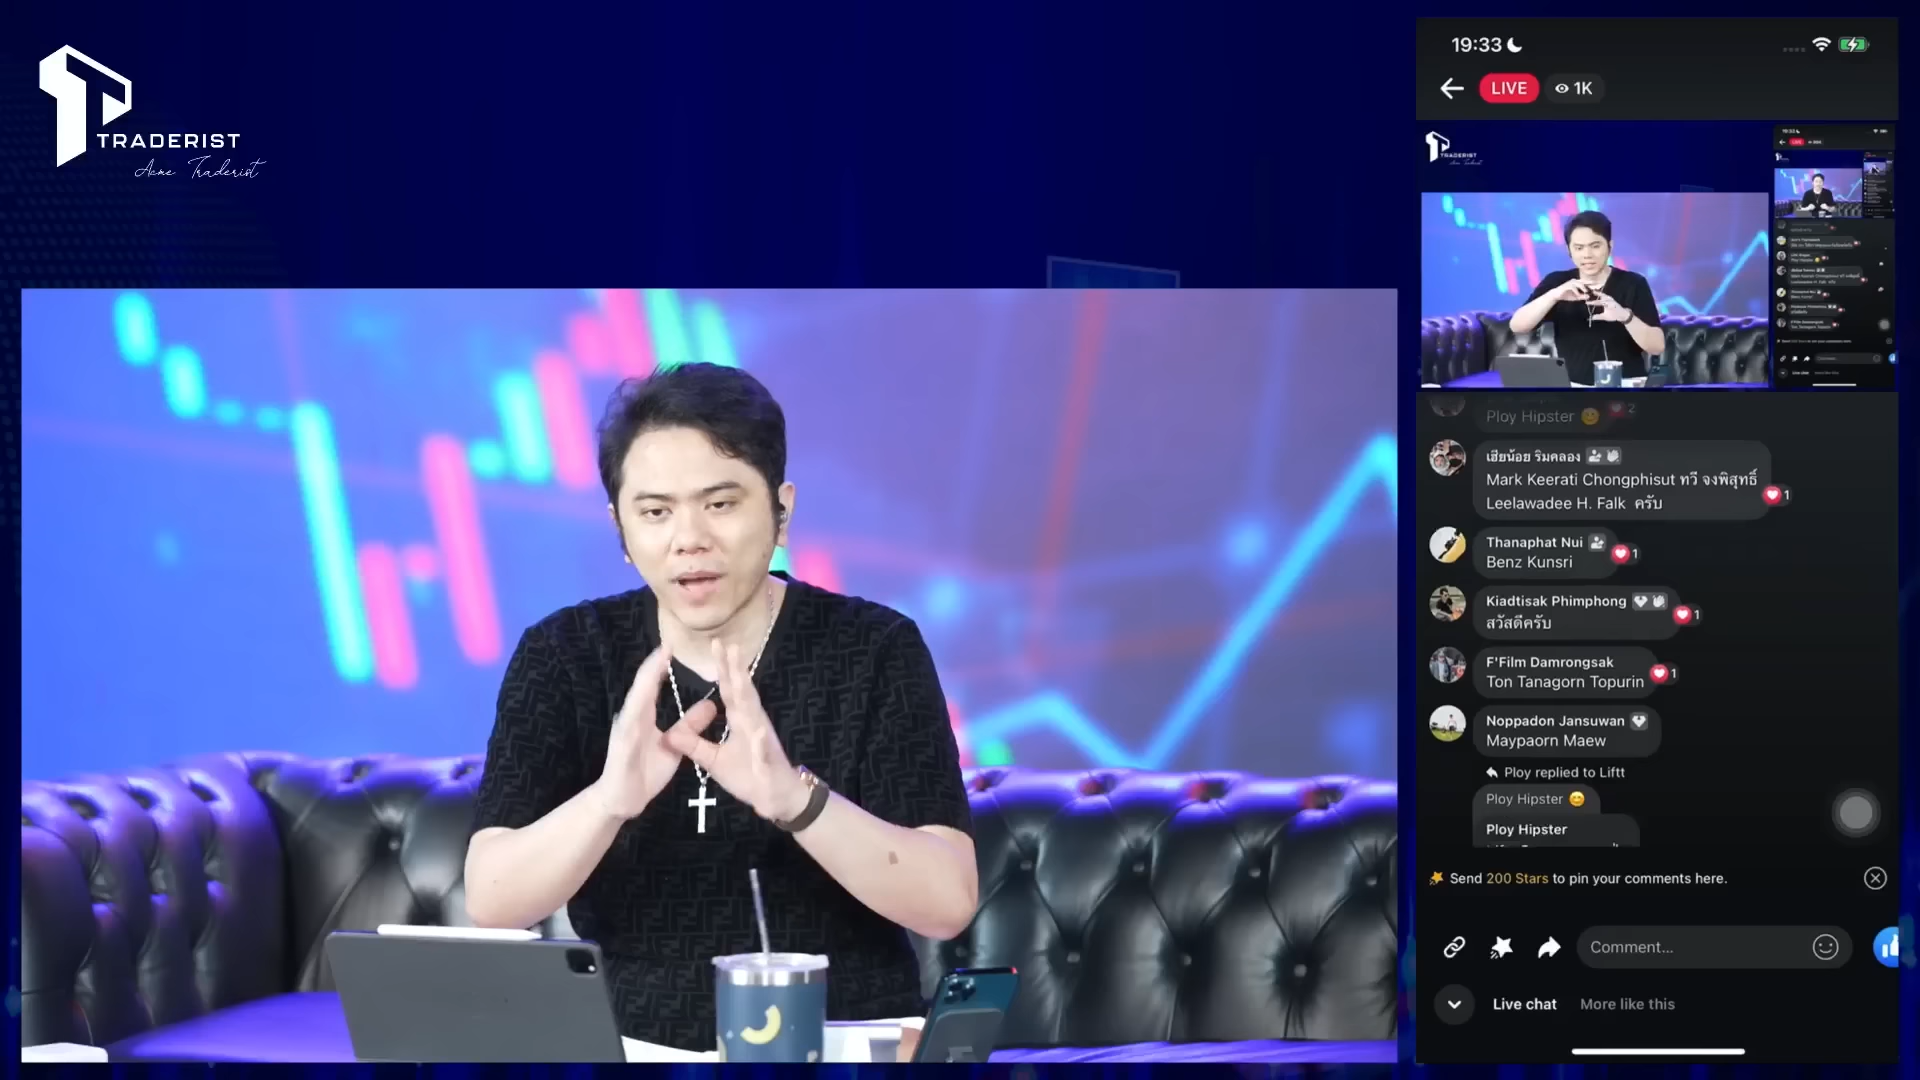 TRADERIST
Acme Traderist
19:33
LIVE
1K
TRADERIST
Ploy Hipster 😊 2
เฮียน้อย ริมคลอง
Mark Keerati Chongphisut ทวี จงพิสุทธิ์
Leelawadee H. Falk ครับ
1
Thanaphat Nui
Benz Kunsri
1
Kiadtisak Phimphong
สวัสดีครับ
1
F'Film Damrongsak
Ton Tanagorn Topurin
1
Noppadon Jansuwan
Maypaorn Maew
Ploy replied to Liftt
Ploy Hipster 😊
Ploy Hipster
Send 200 Stars to pin your comments here.
Comment...
Live chat
More like this